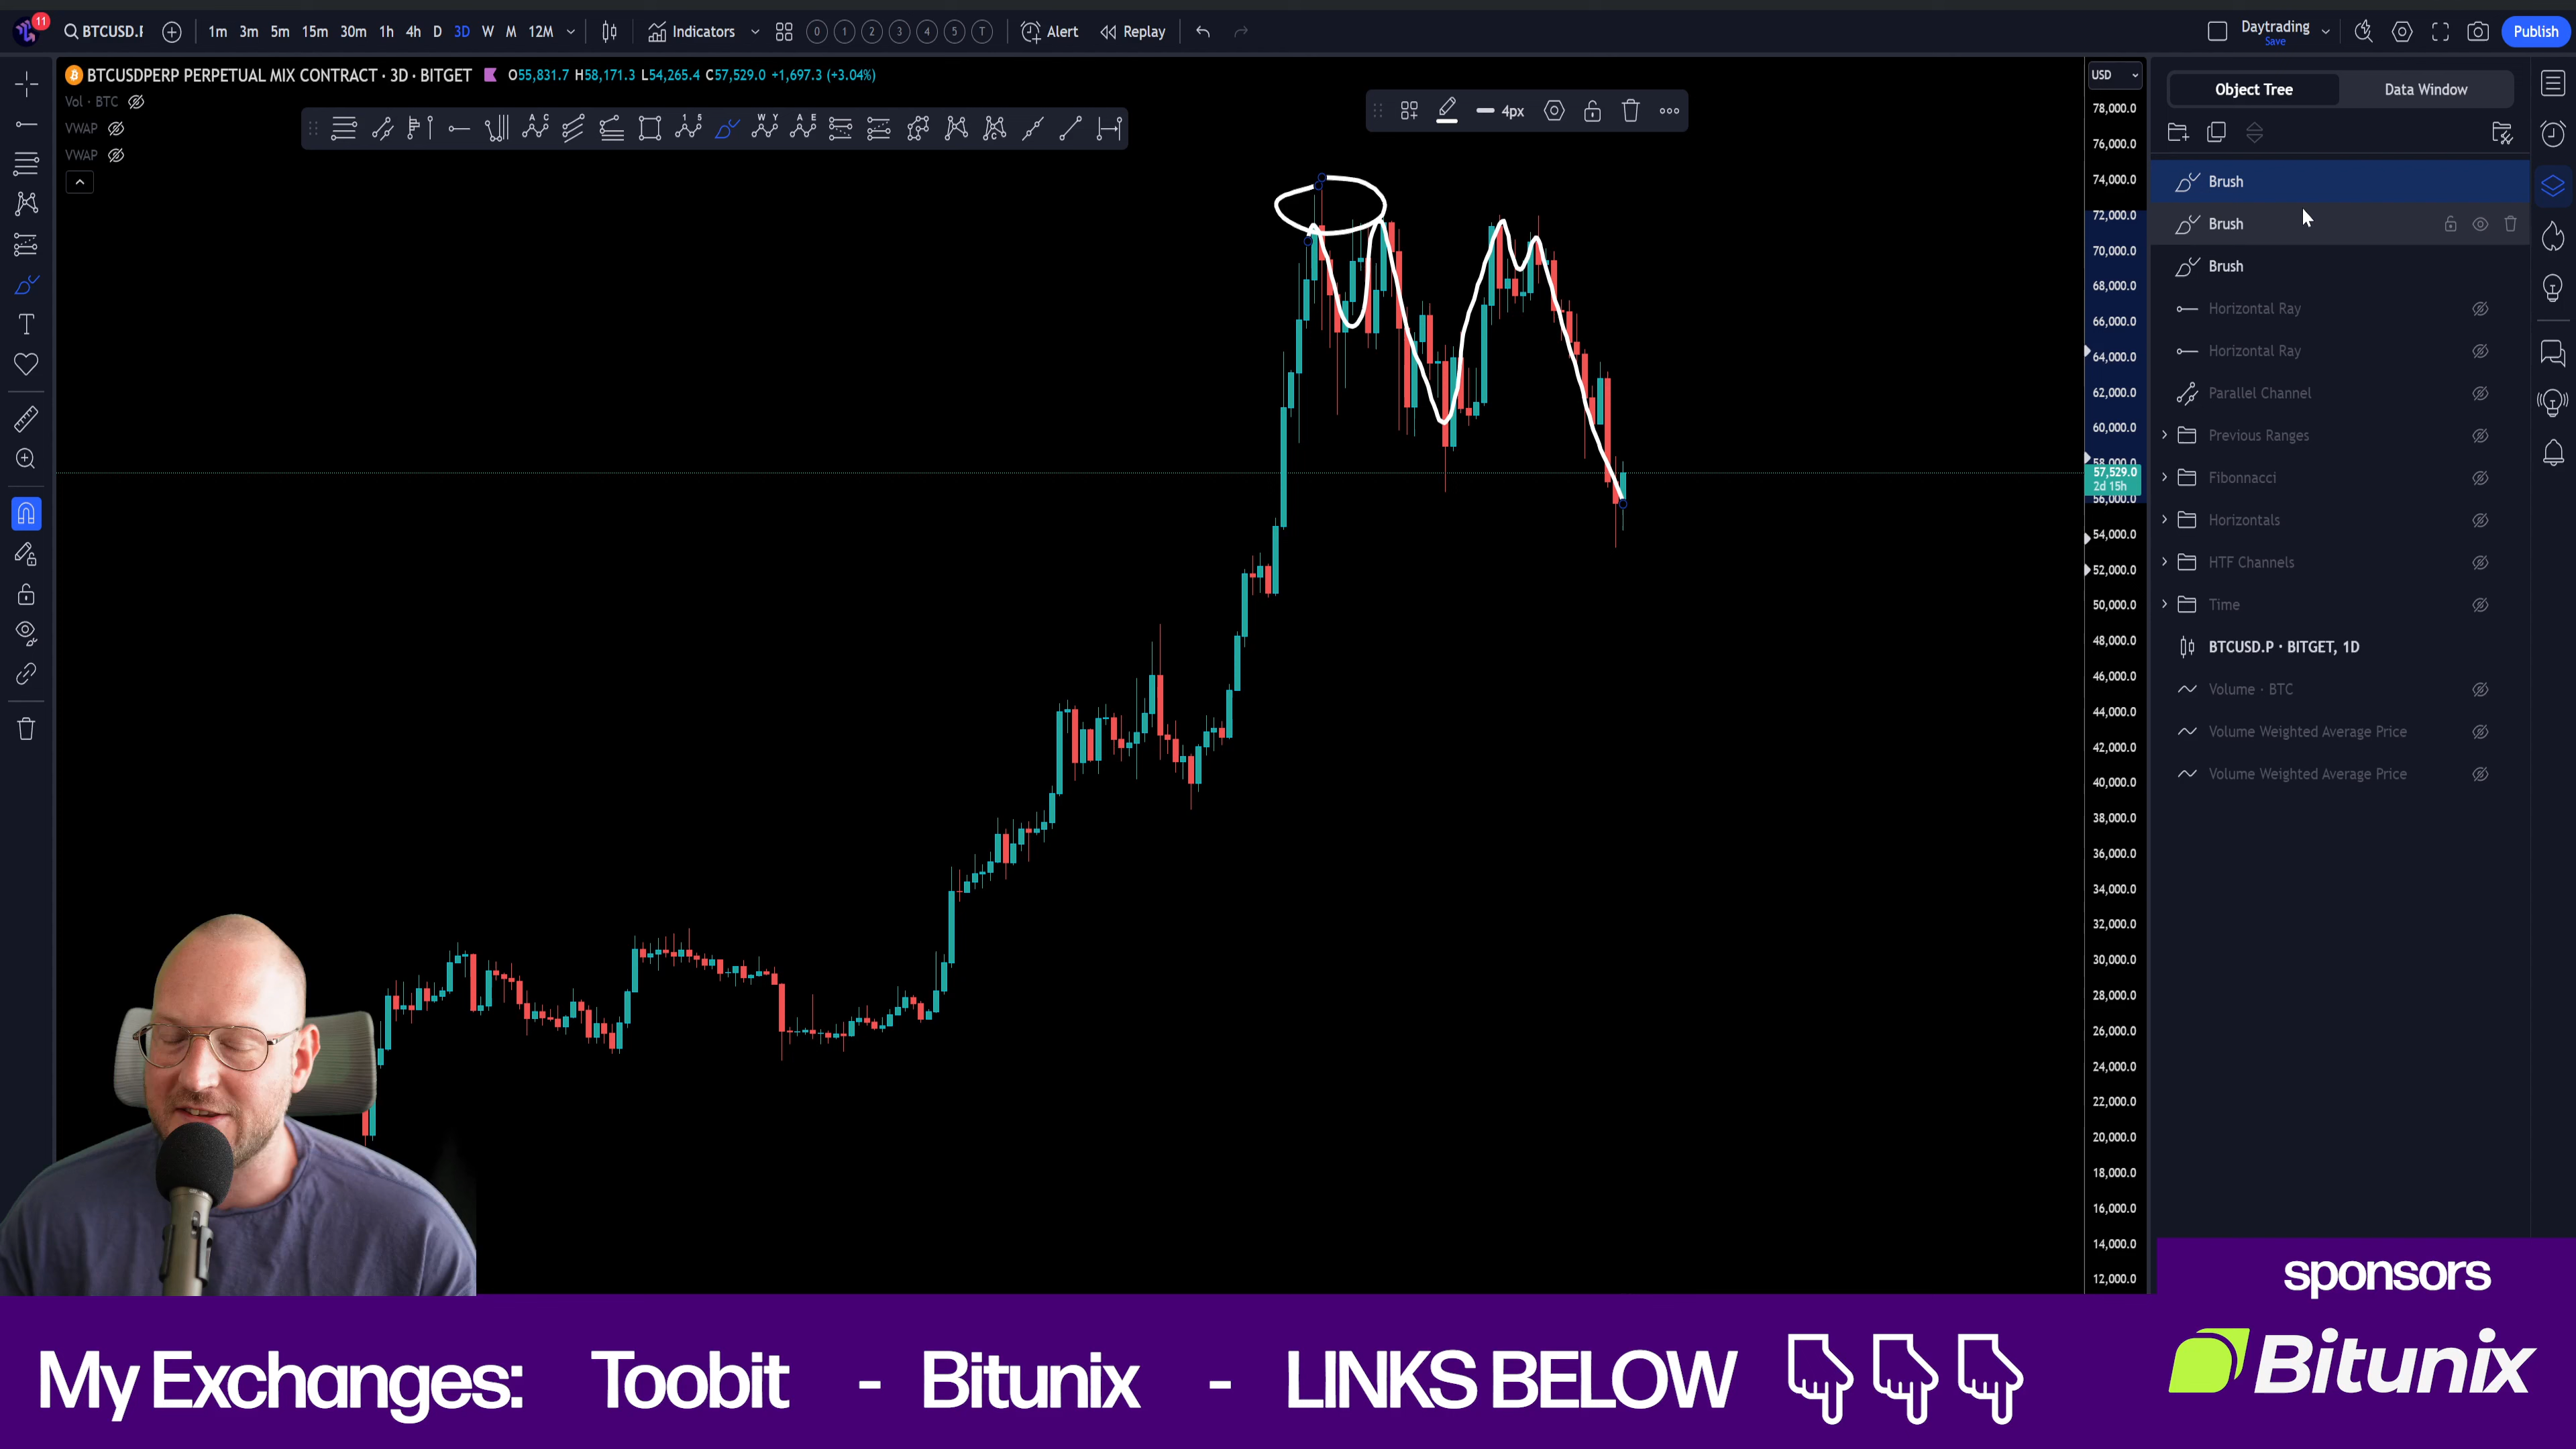 11
BTCUSD.P 1m 3m 5m 15m 30m 1h 4h D 3D W M 12M Indicators 0 1 2 3 4 5 T Alert Replay Daytrading Publish
Save
BTCUSDPERP PERPETUAL MIX CONTRACT · 3D · BITGET O55,831.7 H58,171.3 L54,265.4 C57,529.0 +1,697.3 (+3.04%)
Vol · BTC
VWAP
VWAP
4px
USD
78,000.0
76,000.0
74,000.0
72,000.0
70,000.0
68,000.0
66,000.0
64,000.0
62,000.0
60,000.0
58,000.0
57,529.0
2d 15h
56,000.0
54,000.0
52,000.0
50,000.0
48,000.0
46,000.0
44,000.0
42,000.0
40,000.0
38,000.0
36,000.0
34,000.0
32,000.0
30,000.0
28,000.0
26,000.0
24,000.0
22,000.0
20,000.0
18,000.0
16,000.0
14,000.0
12,000.0
Object Tree Data Window
Brush
Brush
Brush
Horizontal Ray
Horizontal Ray
Parallel Channel
Previous Ranges
Fibonnacci
Horizontals
HTF Channels
Time
BTCUSD.P · BITGET, 1D
Volume · BTC
Volume Weighted Average Price
Volume Weighted Average Price
sponsors
Bitunix
My Exchanges: Toobit - Bitunix - LINKS BELOW